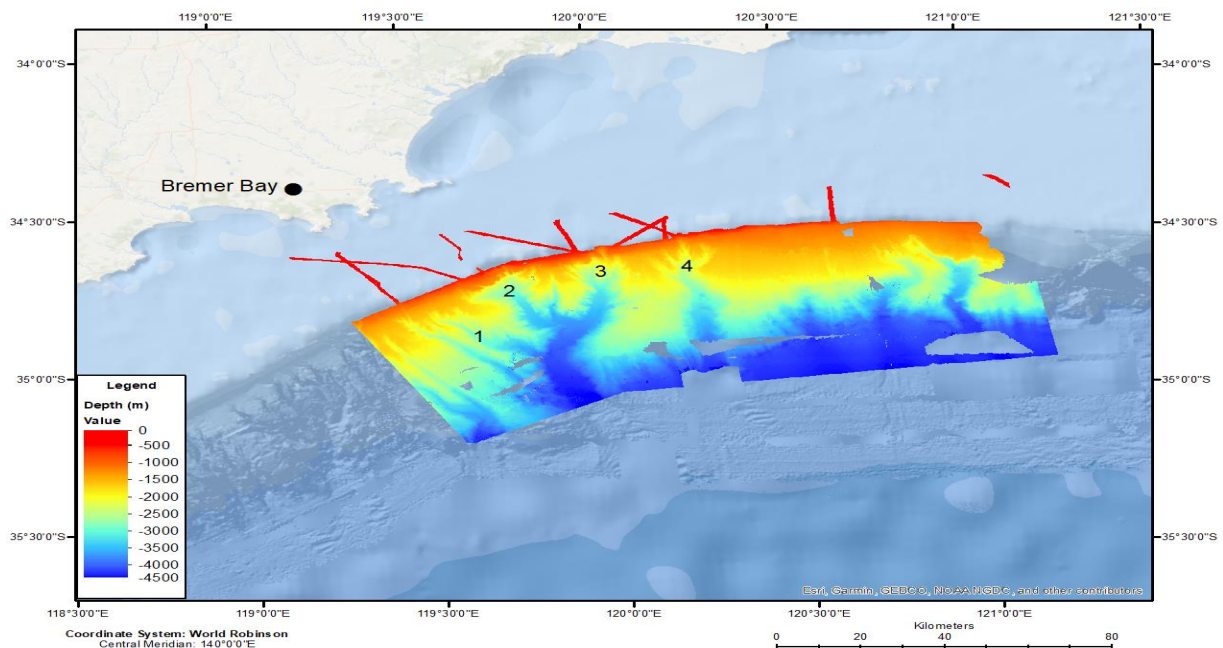 119°0'0"E 119°30'0"E 120°0'0"E 120°30'0"E 121°0'0"E 121°30'0"E
34°0'0"S 34°0'0"S
Bremer Bay
34°30'0"S 34°30'0"S
3
4
2
1
35°0'0"S 35°0'0"S
Legend
Depth (m)
Value
0
-500
-1000
-2000
-2500
-3000
-3500
-4000
-4500
35°30'0"S 35°30'0"S
Esri, Garmin, GEBCO, NOAA NGDC, and other contributors
118°30'0"E 119°0'0"E 119°30'0"E 120°0'0"E 120°30'0"E 121°0'0"E
Coordinate System: World Robinson
Central Meridian: 140°0'0"E
Kilometers
0 20 40 60 80